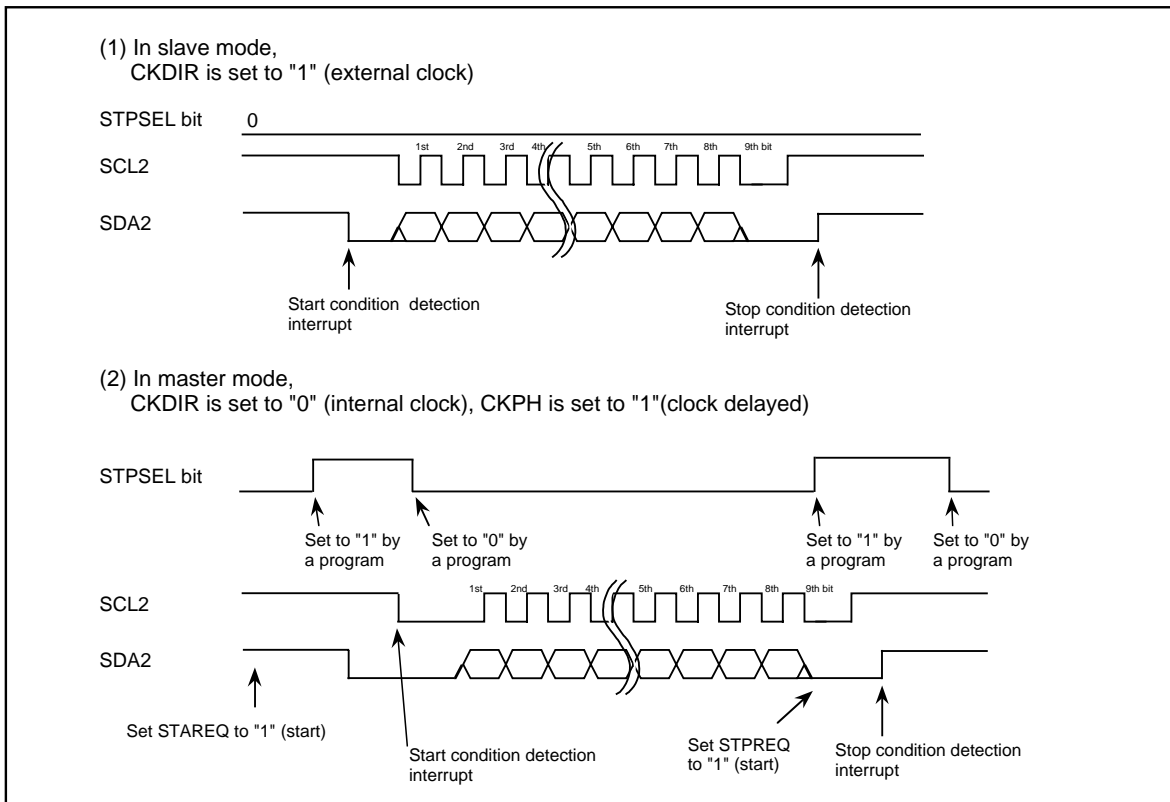 (1) In slave mode,
CKDIR is set to "1" (external clock)
STPSEL bit
0
1st 2nd 3rd 4th 5th 6th 7th 8th 9th bit
SCL2
SDA2
Start condition detection
interrupt
Stop condition detection
interrupt
(2) In master mode,
CKDIR is set to "0" (internal clock), CKPH is set to "1"(clock delayed)
STPSEL bit
Set to "1" by
a program
Set to "0" by
a program
Set to "1" by
a program
Set to "0" by
a program
1st 2nd 3rd 4th 5th 6th 7th 8th 9th bit
SCL2
SDA2
Set STAREQ to "1" (start)
Start condition detection
interrupt
Set STPREQ
to "1" (start)
Stop condition detection
interrupt